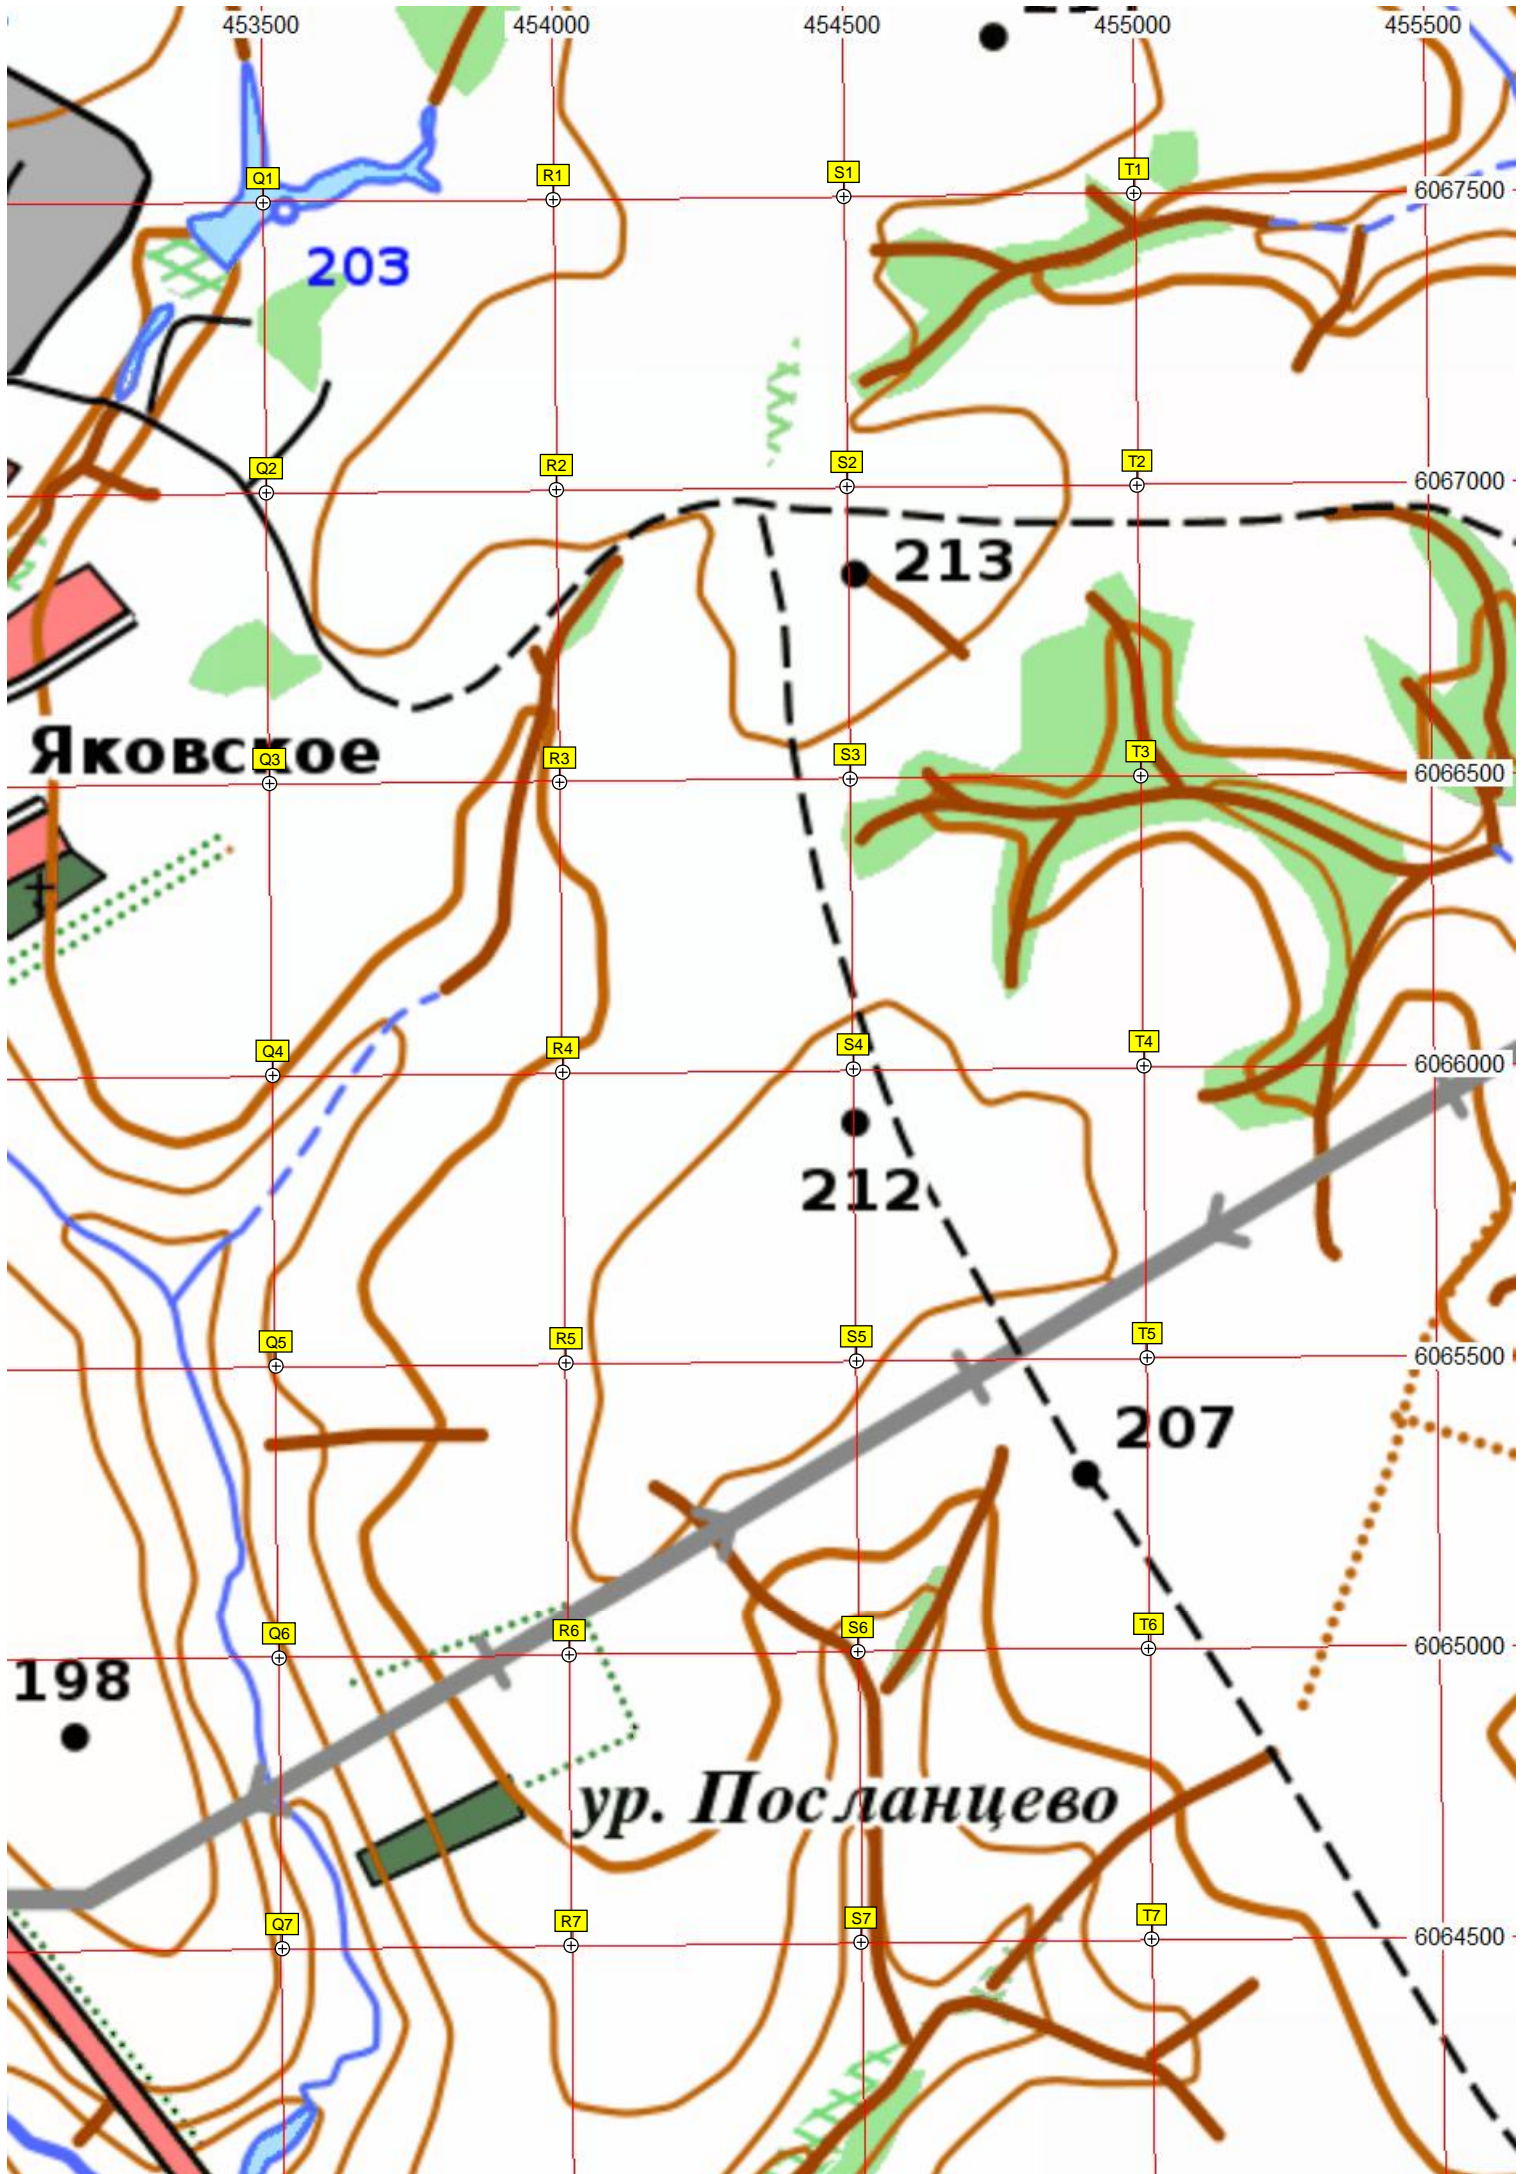 453500 454000 454500 455000 455500
Q1 R1 S1 T1 6067500
203
Q2 R2 S2 T2 6067000
213
Яковское
Q3 R3 S3 T3 6066500
Q4 R4 S4 T4 6066000
212
Q5 R5 S5 T5 6065500
207
Q6 R6 S6 T6 6065000
198
ур. Посланцево
Q7 R7 S7 T7 6064500